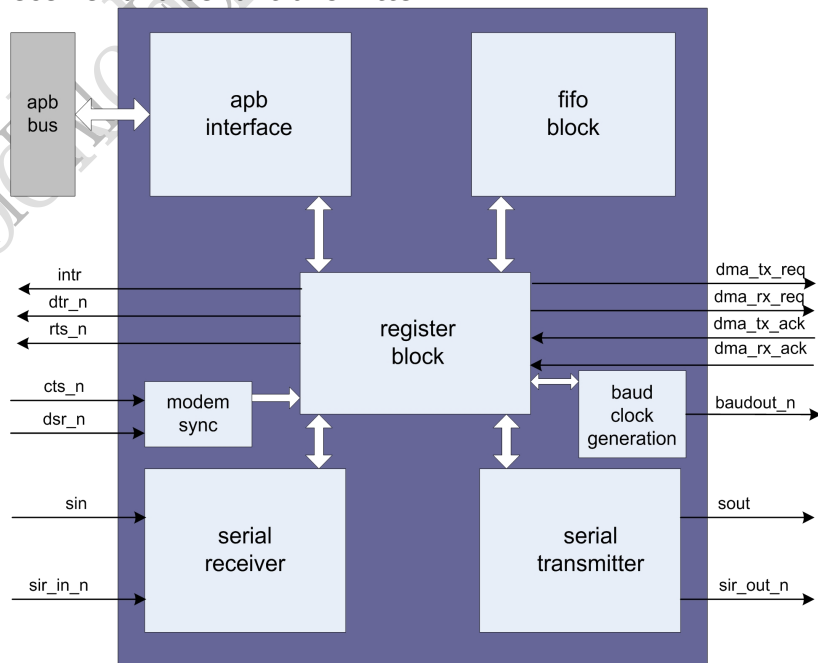 apb
bus
apb
interface
fifo
block
intr
dtr_n
rts_n
register
block
dma_tx_req
dma_rx_req
dma_tx_ack
dma_rx_ack
cts_n
dsr_n
modem
sync
baud
clock
generation
baudout_n
sin
sir_in_n
serial
receiver
serial
transmitter
sout
sir_out_n